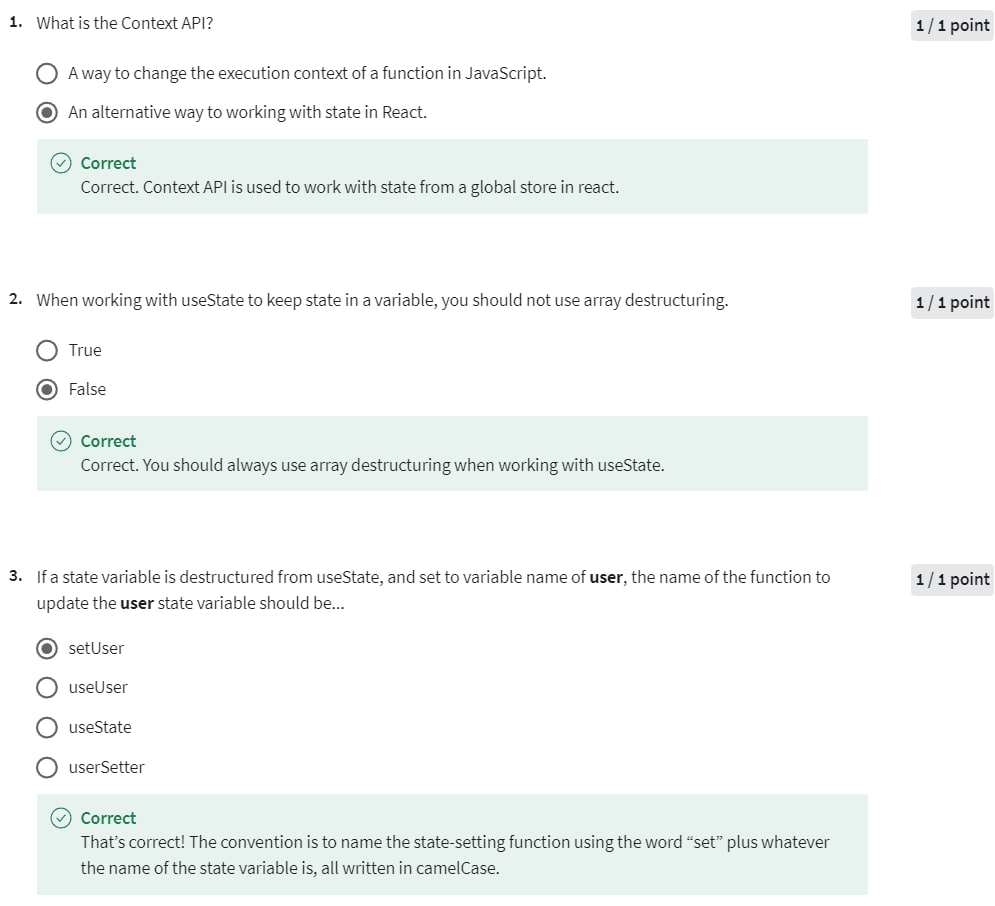 1. What is the Context API?
1 / 1 point
A way to change the execution context of a function in JavaScript.
An alternative way to working with state in React.
Correct
Correct. Context API is used to work with state from a global store in react.
2. When working with useState to keep state in a variable, you should not use array destructuring.
1 / 1 point
True
False
Correct
Correct. You should always use array destructuring when working with useState.
3. If a state variable is destructured from useState, and set to variable name of user, the name of the function to
1 / 1 point
update the user state variable should be...
setUser
useUser
useState
userSetter
Correct
That’s correct! The convention is to name the state-setting function using the word “set” plus whatever
the name of the state variable is, all written in camelCase.